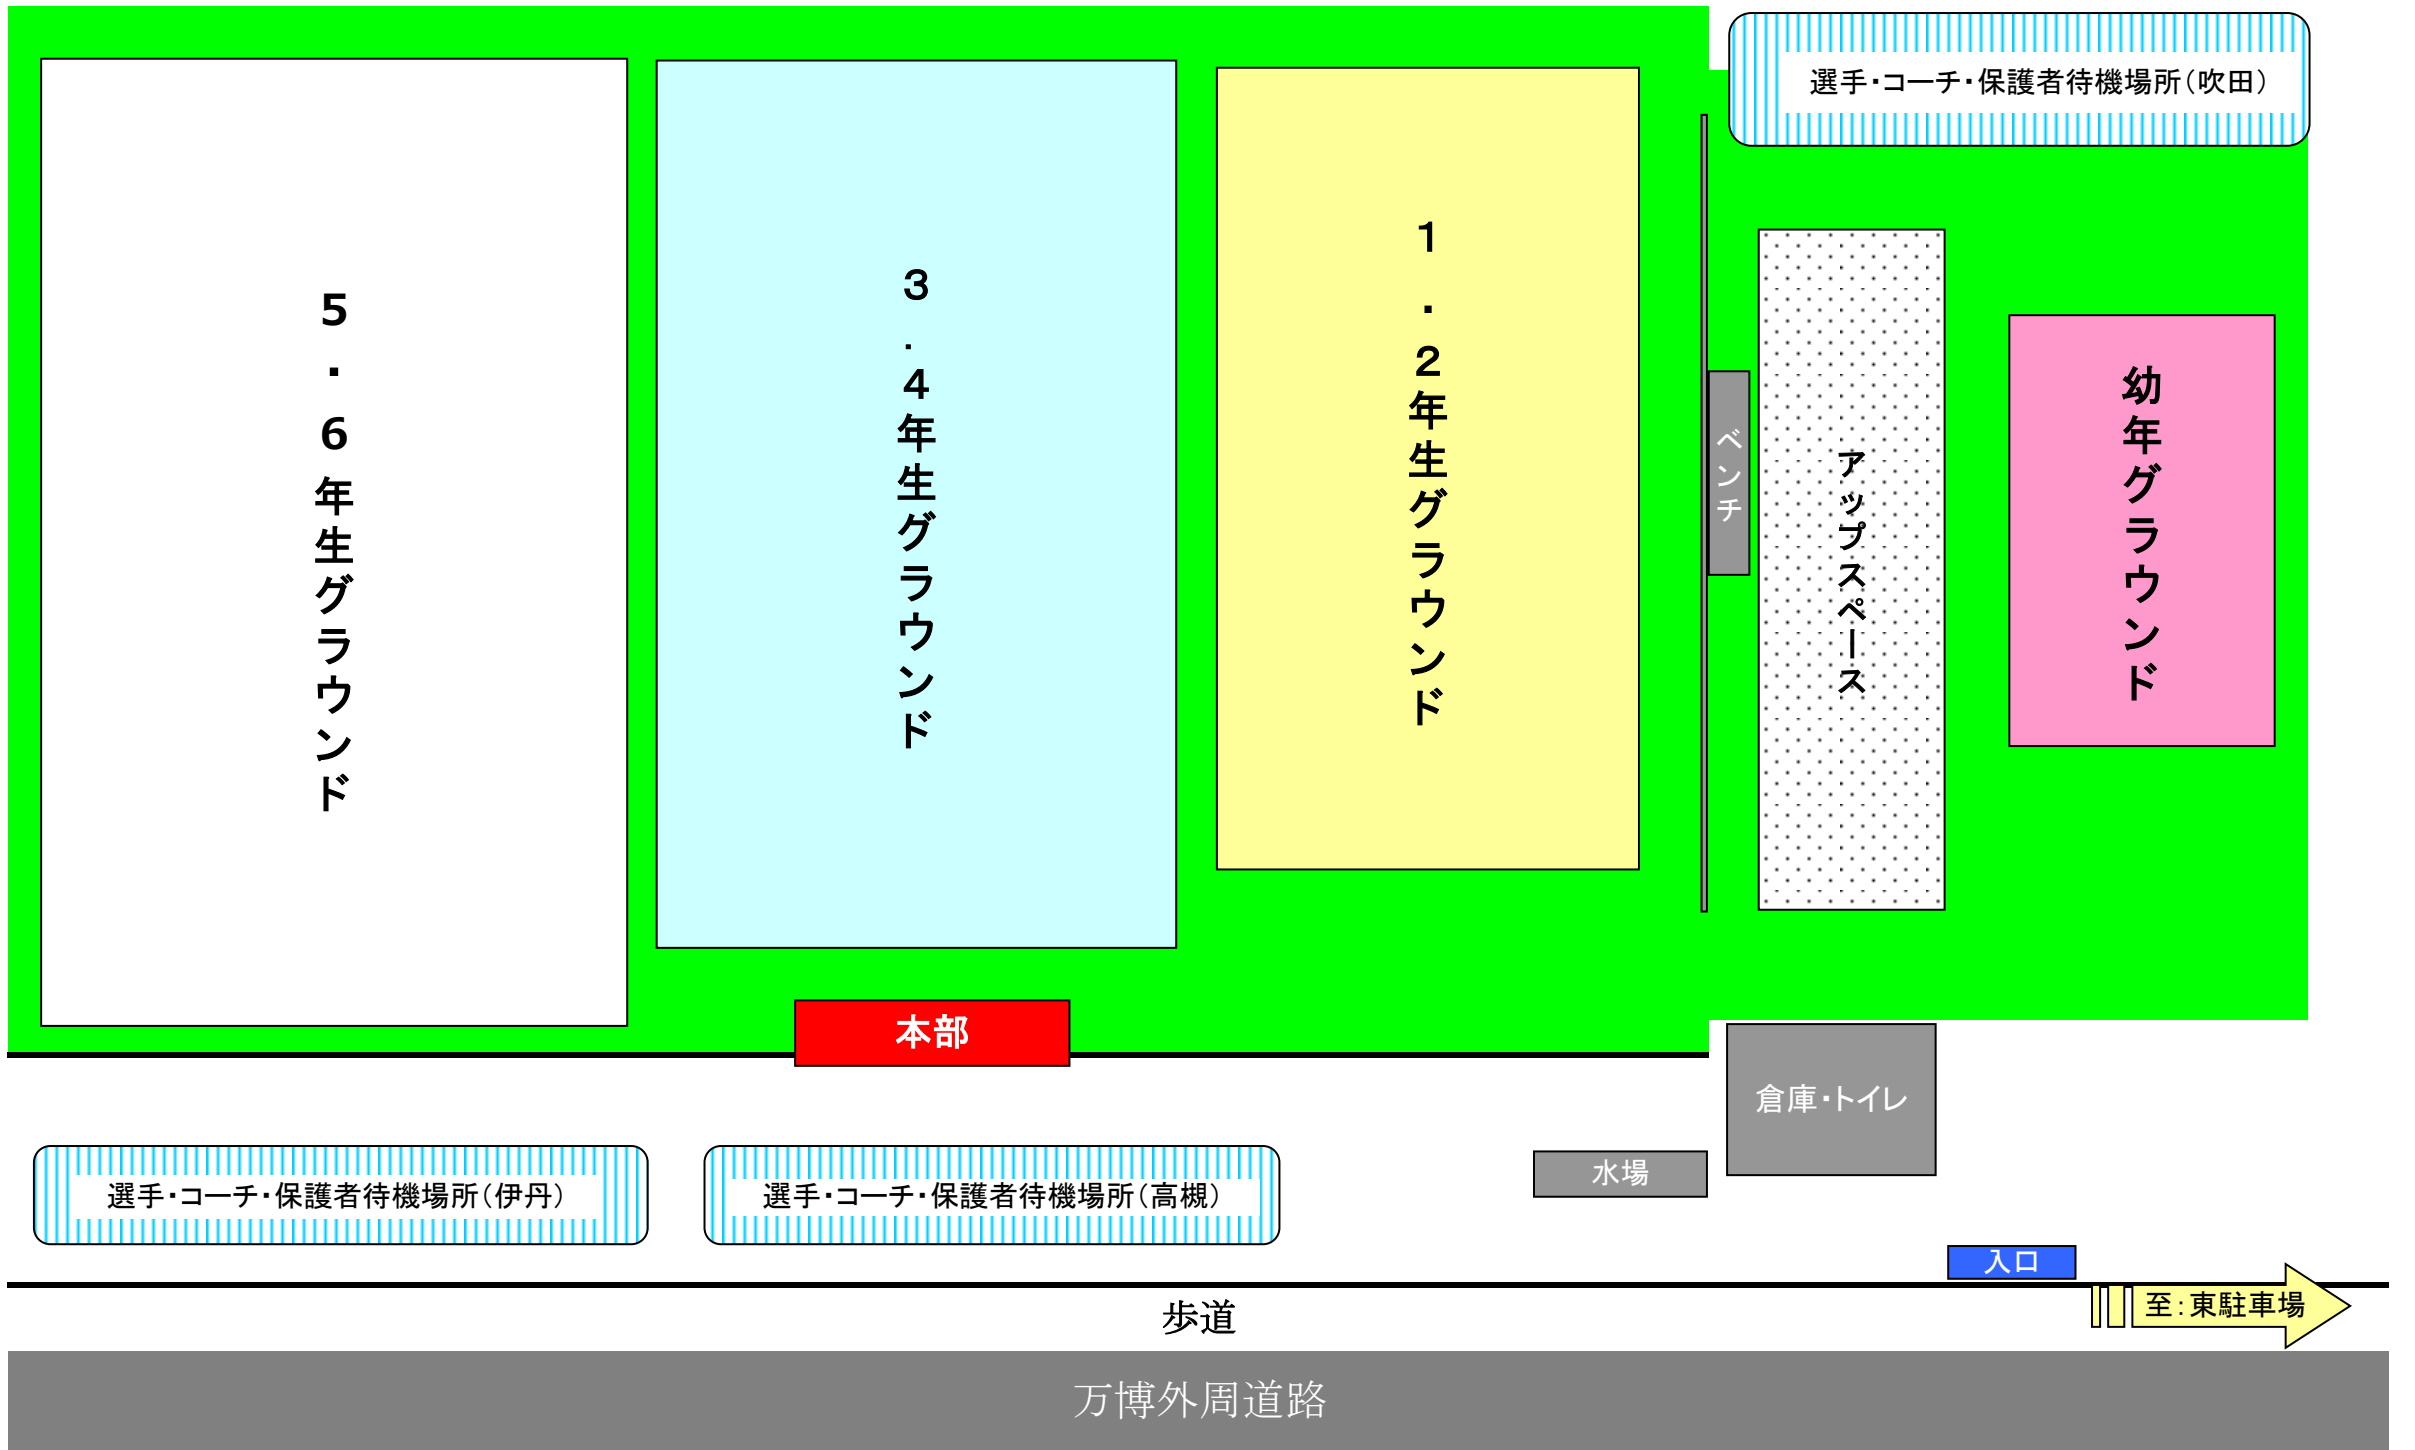 選手・コーチ・保護者待機場所（吹田）
５・６年生グラウンド
３．４年生グラウンド
１．２年生グラウンド
ベンチ
アップスペース
幼年グラウンド
本部
倉庫・トイレ
水場
選手・コーチ・保護者待機場所（伊丹）
選手・コーチ・保護者待機場所（高槻）
入口
至：東駐車場
歩道
万博外周道路